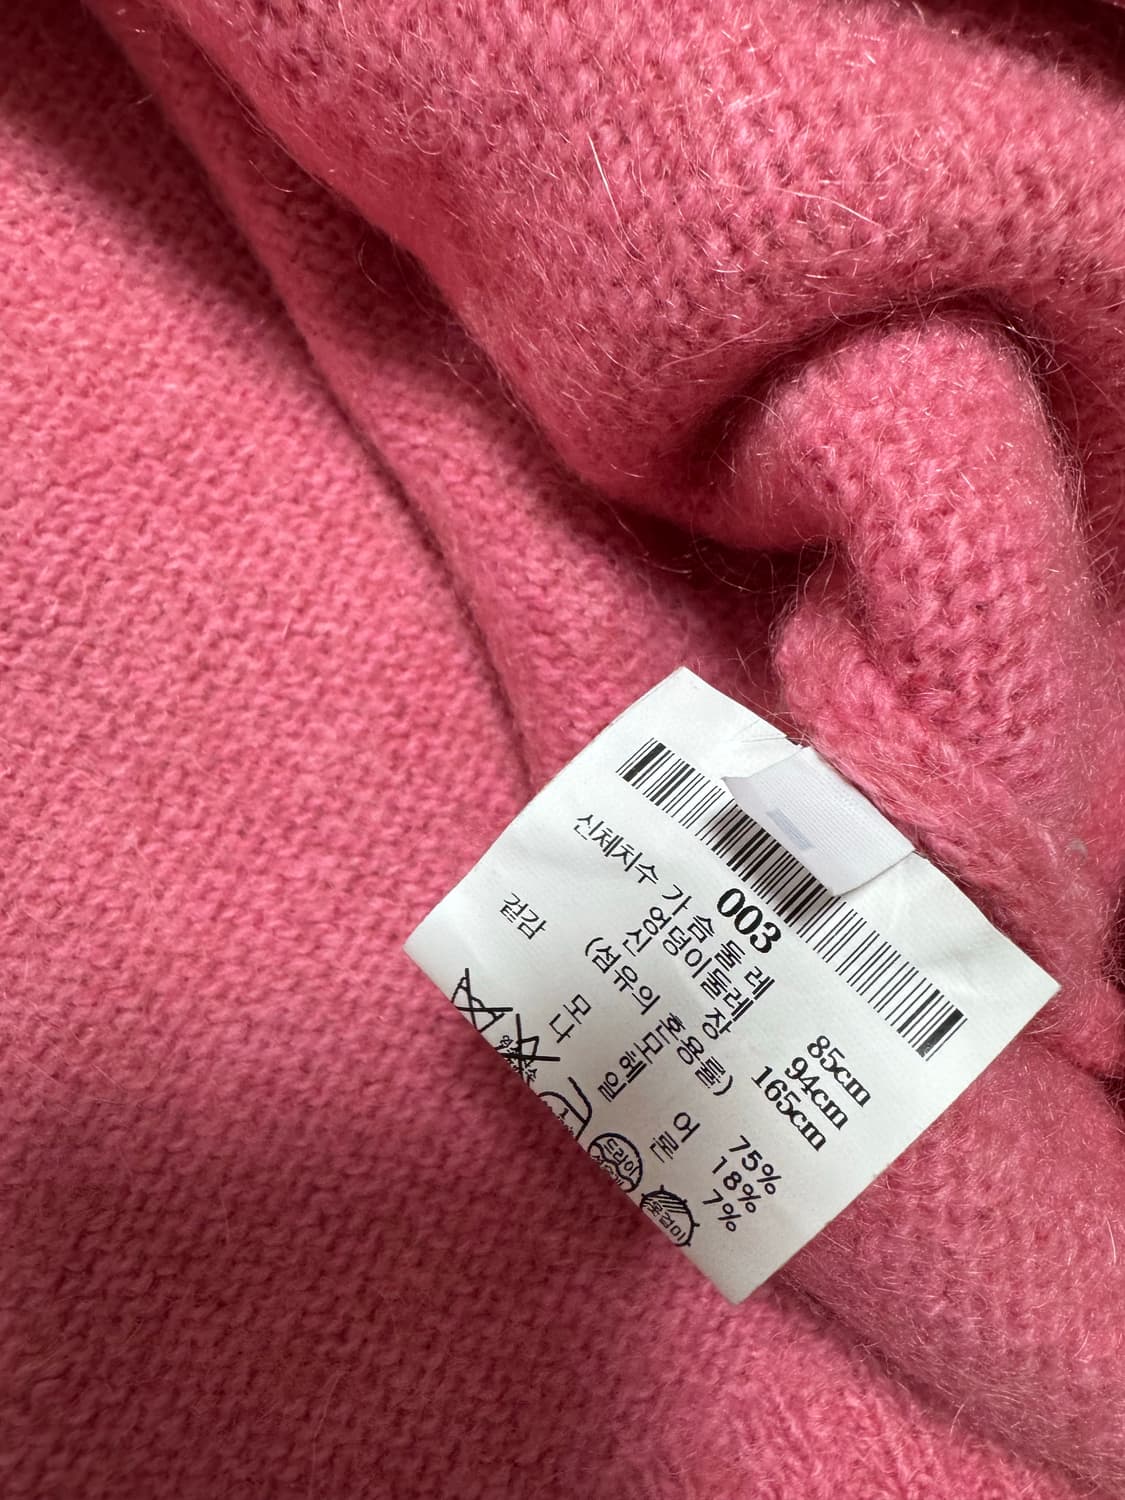 003
신체치수 가슴둘레 85cm
엉덩이둘레 94cm
신장 165cm
겉감 (섬유의 혼용률)
모 75%
모헤어 18%
나일론 7%
드라이